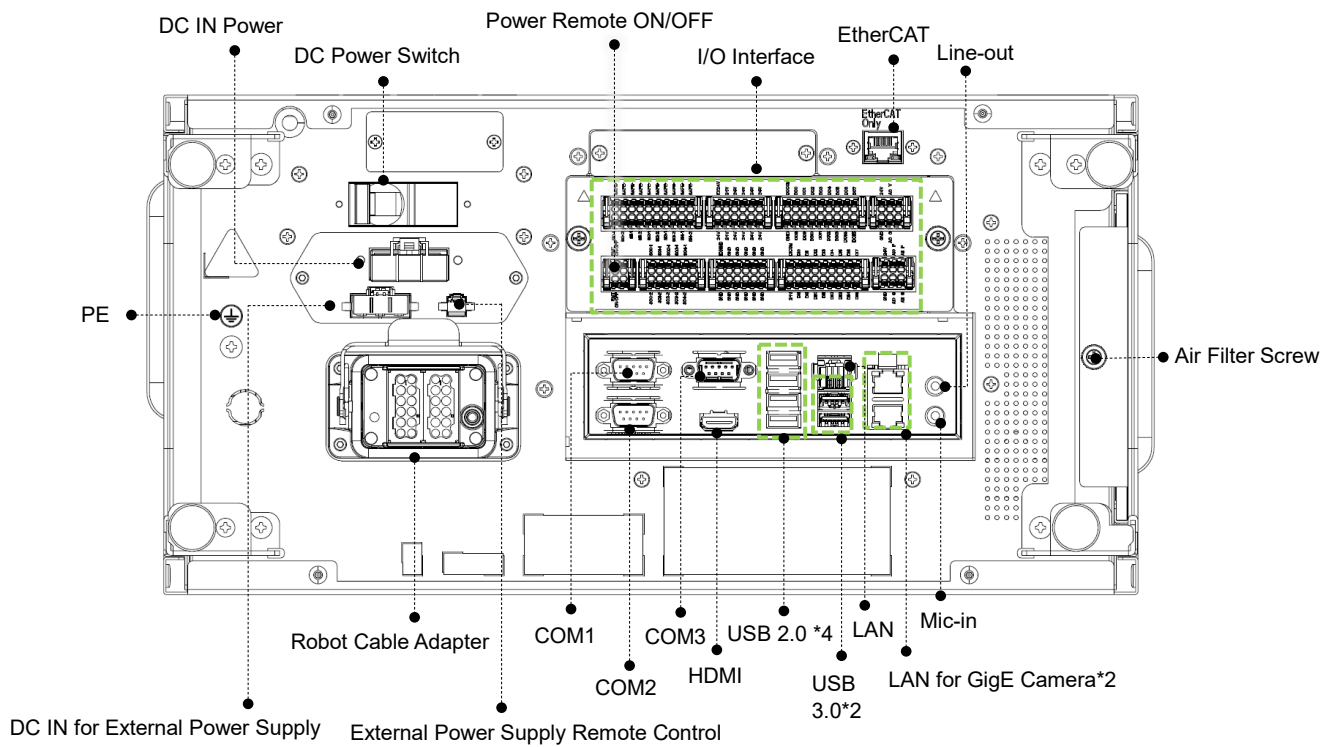 Power Remote ON/OFF
DC IN Power
EtherCAT
DC Power Switch
I/O Interface
Line-out
EtherCAT
Only
PE
Air Filter Screw
Robot Cable Adapter
COM1
COM3
USB 2.0 *4
LAN
Mic-in
COM2
HDMI
USB
3.0*2
LAN for GigE Camera*2
DC IN for External Power Supply
External Power Supply Remote Control